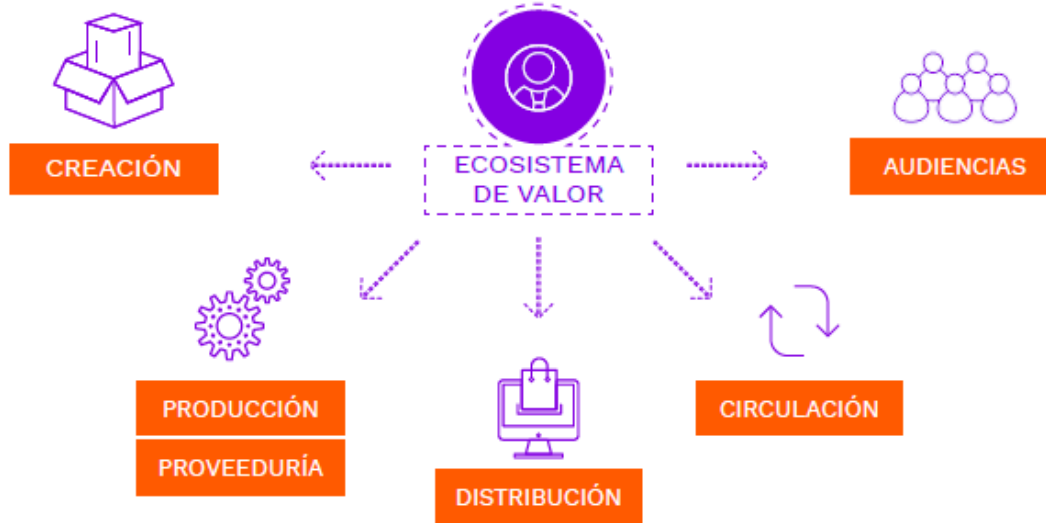 ECOSISTEMA
DE VALOR
CREACIÓN
AUDIENCIAS
PRODUCCIÓN
PROVEEDURÍA
DISTRIBUCIÓN
CIRCULACIÓN